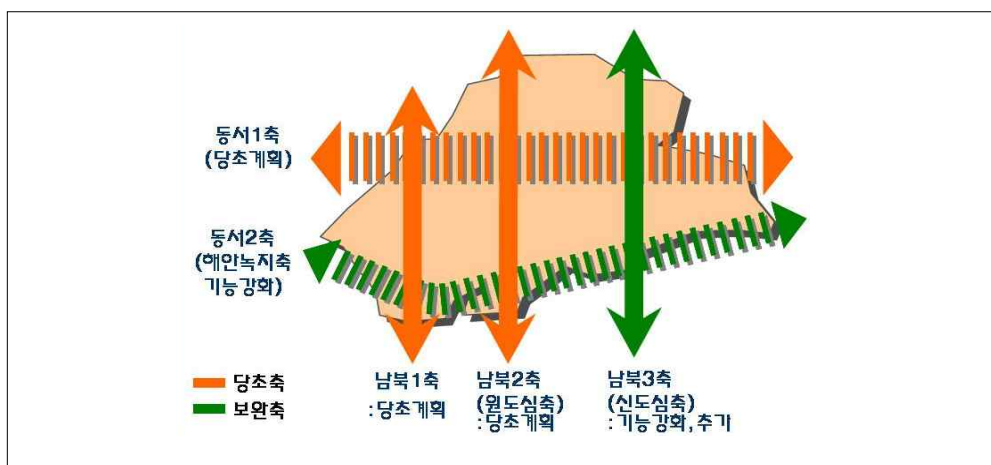 동서1축
(당초계획)
동서2축
(해안녹지축
기능강화)
당초축
보완축
남북1축
:당초계획
남북2축
(원도심축)
:당초계획
남북3축
(신도심축)
:기능강화,추가